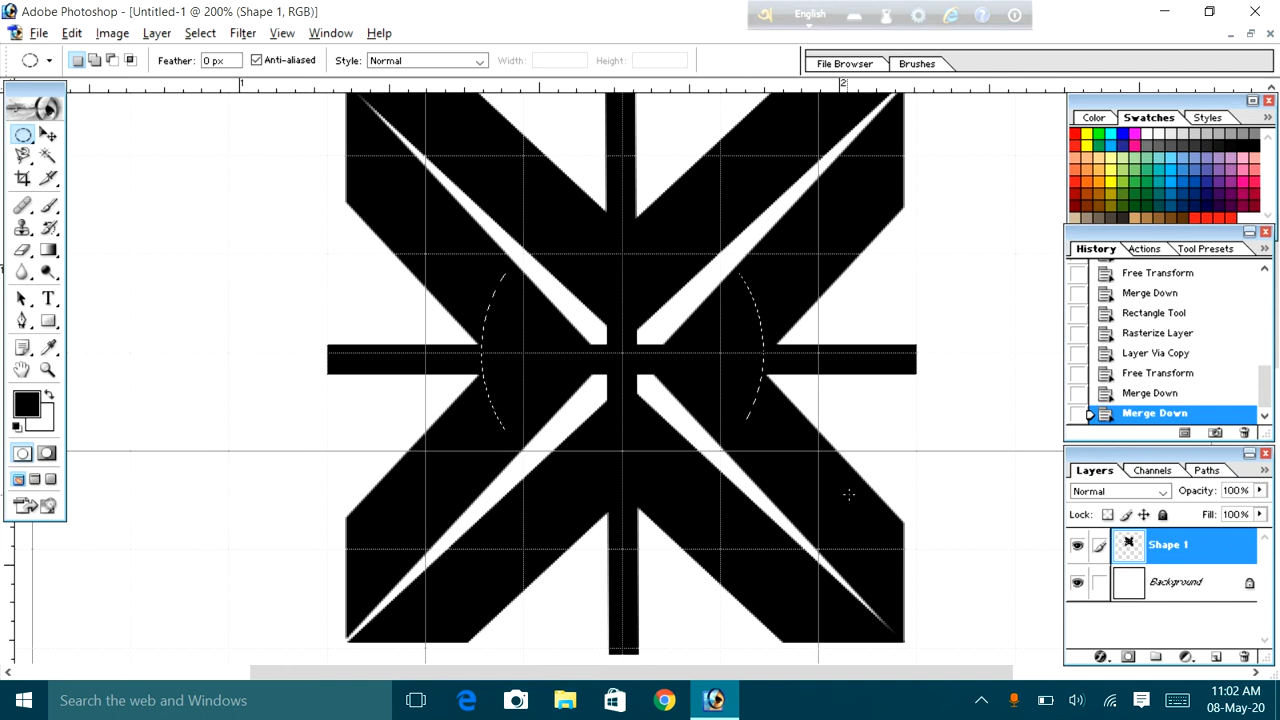 Adobe Photoshop - [Untitled-1 @ 200% (Shape 1, RGB)]
অ English
File Edit Image Layer Select Filter View Window Help
Feather: 0 px Anti-aliased Style: Normal Width: Height: File Browser Brushes
1 2
Color Swatches Styles
History Actions Tool Presets
Free Transform
Merge Down
Rectangle Tool
Rasterize Layer
Layer Via Copy
Free Transform
Merge Down
Merge Down
Layers Channels Paths
Normal Opacity: 100%
Lock: Fill: 100%
Shape 1
Background
Search the web and Windows
11:02 AM
08-May-20